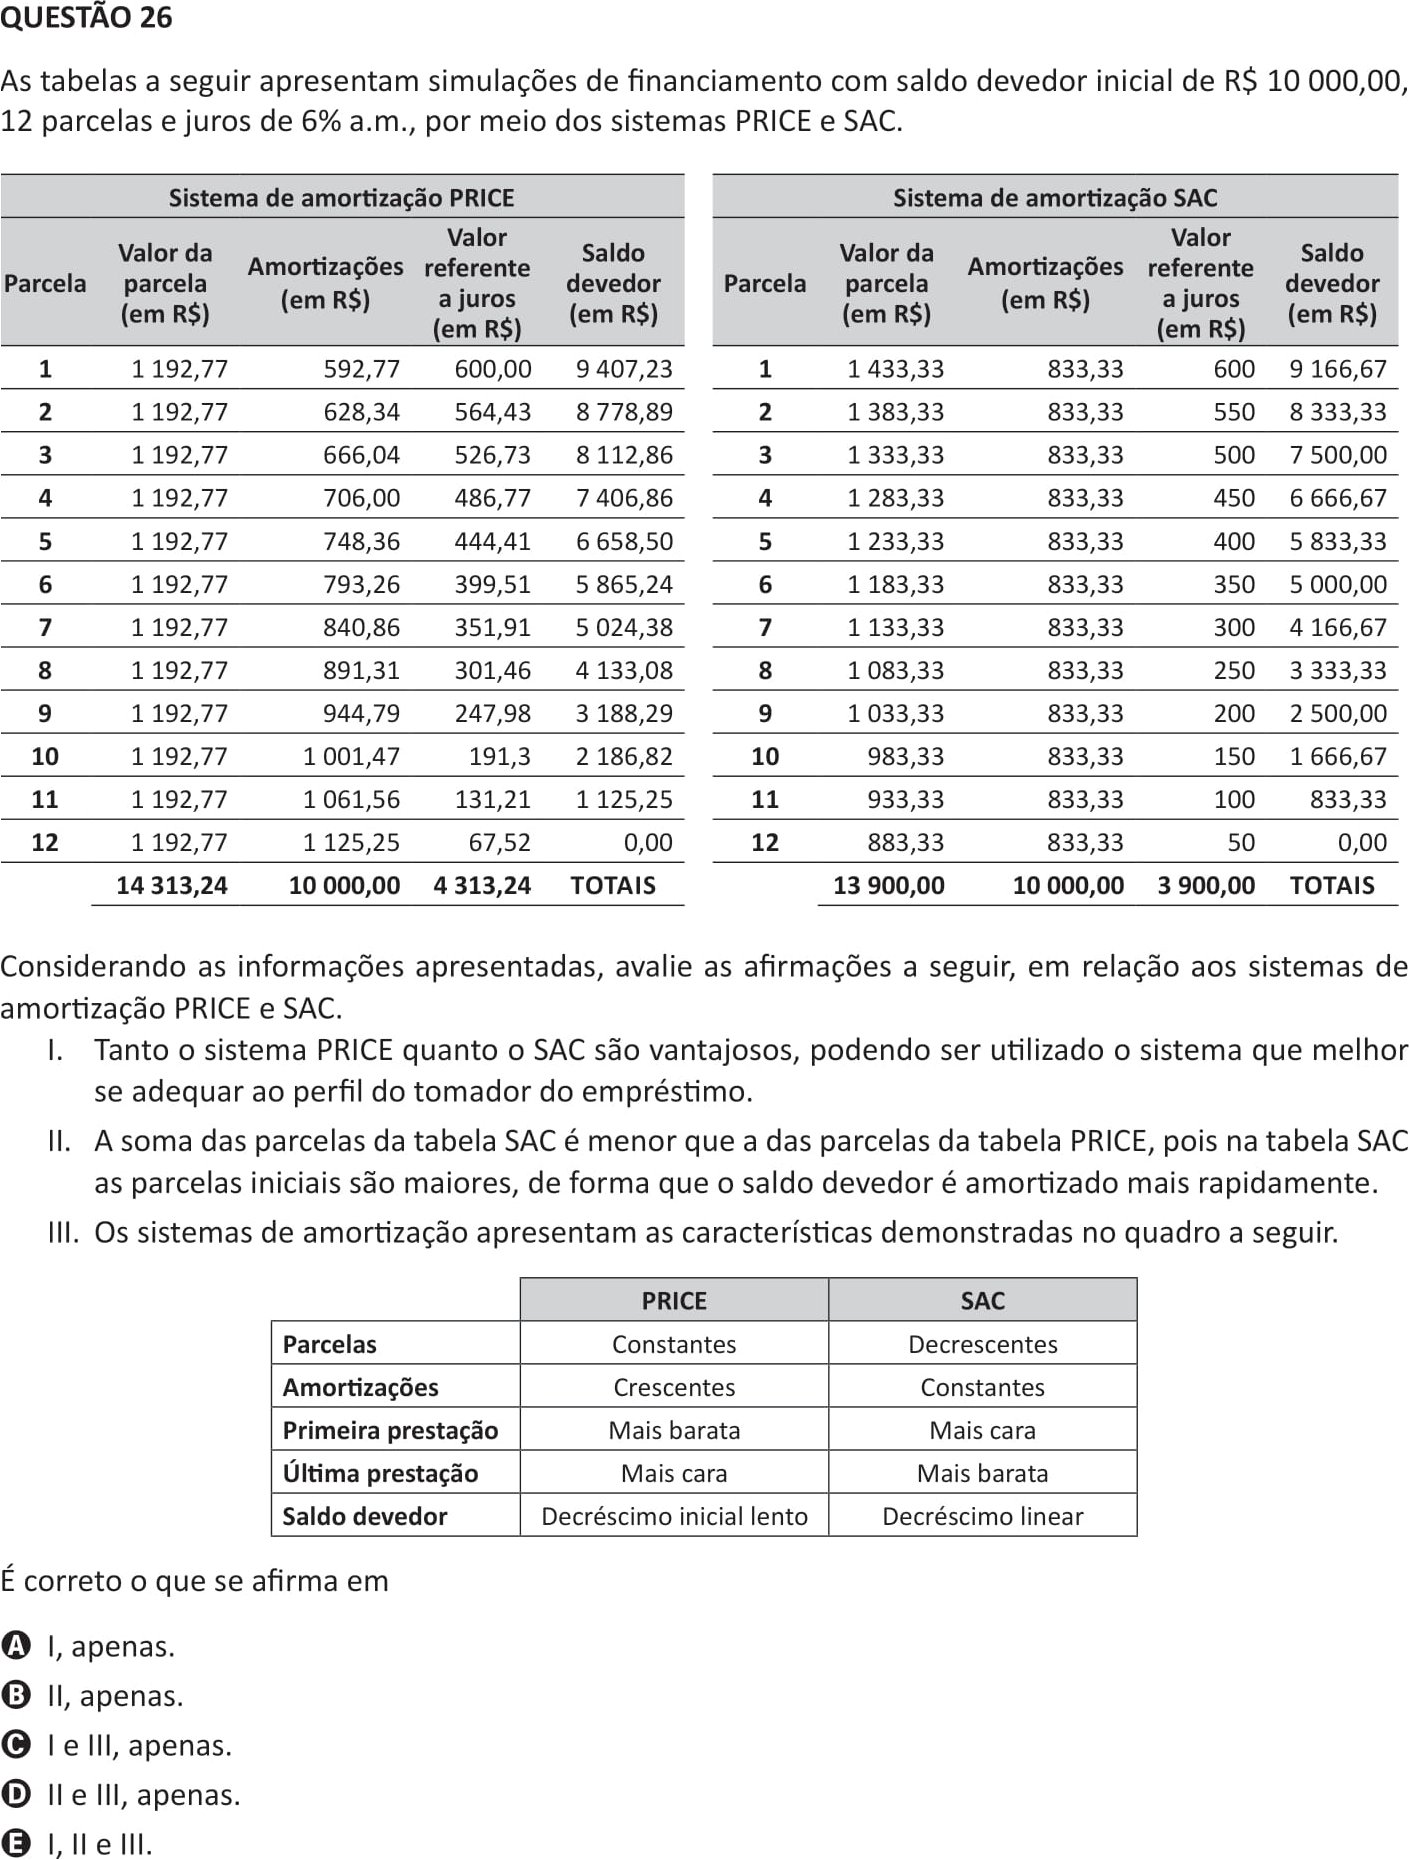 QUESTÃO 26
As tabelas a seguir apresentam simulações de financiamento com saldo devedor inicial de R$ 10 000,00,
12 parcelas e juros de 6% a.m., por meio dos sistemas PRICE e SAC.
Sistema de amortização PRICE
Parcela Valor da parcela (em R$) Amortizações (em R$) Valor referente a juros (em R$) Saldo devedor (em R$)
1 1 192,77 592,77 600,00 9 407,23
2 1 192,77 628,34 564,43 8 778,89
3 1 192,77 666,04 526,73 8 112,86
4 1 192,77 706,00 486,77 7 406,86
5 1 192,77 748,36 444,41 6 658,50
6 1 192,77 793,26 399,51 5 865,24
7 1 192,77 840,86 351,91 5 024,38
8 1 192,77 891,31 301,46 4 133,08
9 1 192,77 944,79 247,98 3 188,29
10 1 192,77 1 001,47 191,3 2 186,82
11 1 192,77 1 061,56 131,21 1 125,25
12 1 192,77 1 125,25 67,52 0,00
14 313,24 10 000,00 4 313,24 TOTAIS
Sistema de amortização SAC
Parcela Valor da parcela (em R$) Amortizações (em R$) Valor referente a juros (em R$) Saldo devedor (em R$)
1 1 433,33 833,33 600 9 166,67
2 1 383,33 833,33 550 8 333,33
3 1 333,33 833,33 500 7 500,00
4 1 283,33 833,33 450 6 666,67
5 1 233,33 833,33 400 5 833,33
6 1 183,33 833,33 350 5 000,00
7 1 133,33 833,33 300 4 166,67
8 1 083,33 833,33 250 3 333,33
9 1 033,33 833,33 200 2 500,00
10 983,33 833,33 150 1 666,67
11 933,33 833,33 100 833,33
12 883,33 833,33 50 0,00
13 900,00 10 000,00 3 900,00 TOTAIS
Considerando as informações apresentadas, avalie as afirmações a seguir, em relação aos sistemas de
amortização PRICE e SAC.
I. Tanto o sistema PRICE quanto o SAC são vantajosos, podendo ser utilizado o sistema que melhor
se adequar ao perfil do tomador do empréstimo.
II. A soma das parcelas da tabela SAC é menor que a das parcelas da tabela PRICE, pois na tabela SAC
as parcelas iniciais são maiores, de forma que o saldo devedor é amortizado mais rapidamente.
III. Os sistemas de amortização apresentam as características demonstradas no quadro a seguir.
PRICE SAC
Parcelas Constantes Decrescentes
Amortizações Crescentes Constantes
Primeira prestação Mais barata Mais cara
Última prestação Mais cara Mais barata
Saldo devedor Decréscimo inicial lento Decréscimo linear
É correto o que se afirma em
A I, apenas.
B II, apenas.
C I e III, apenas.
D II e III, apenas.
E I, II e III.